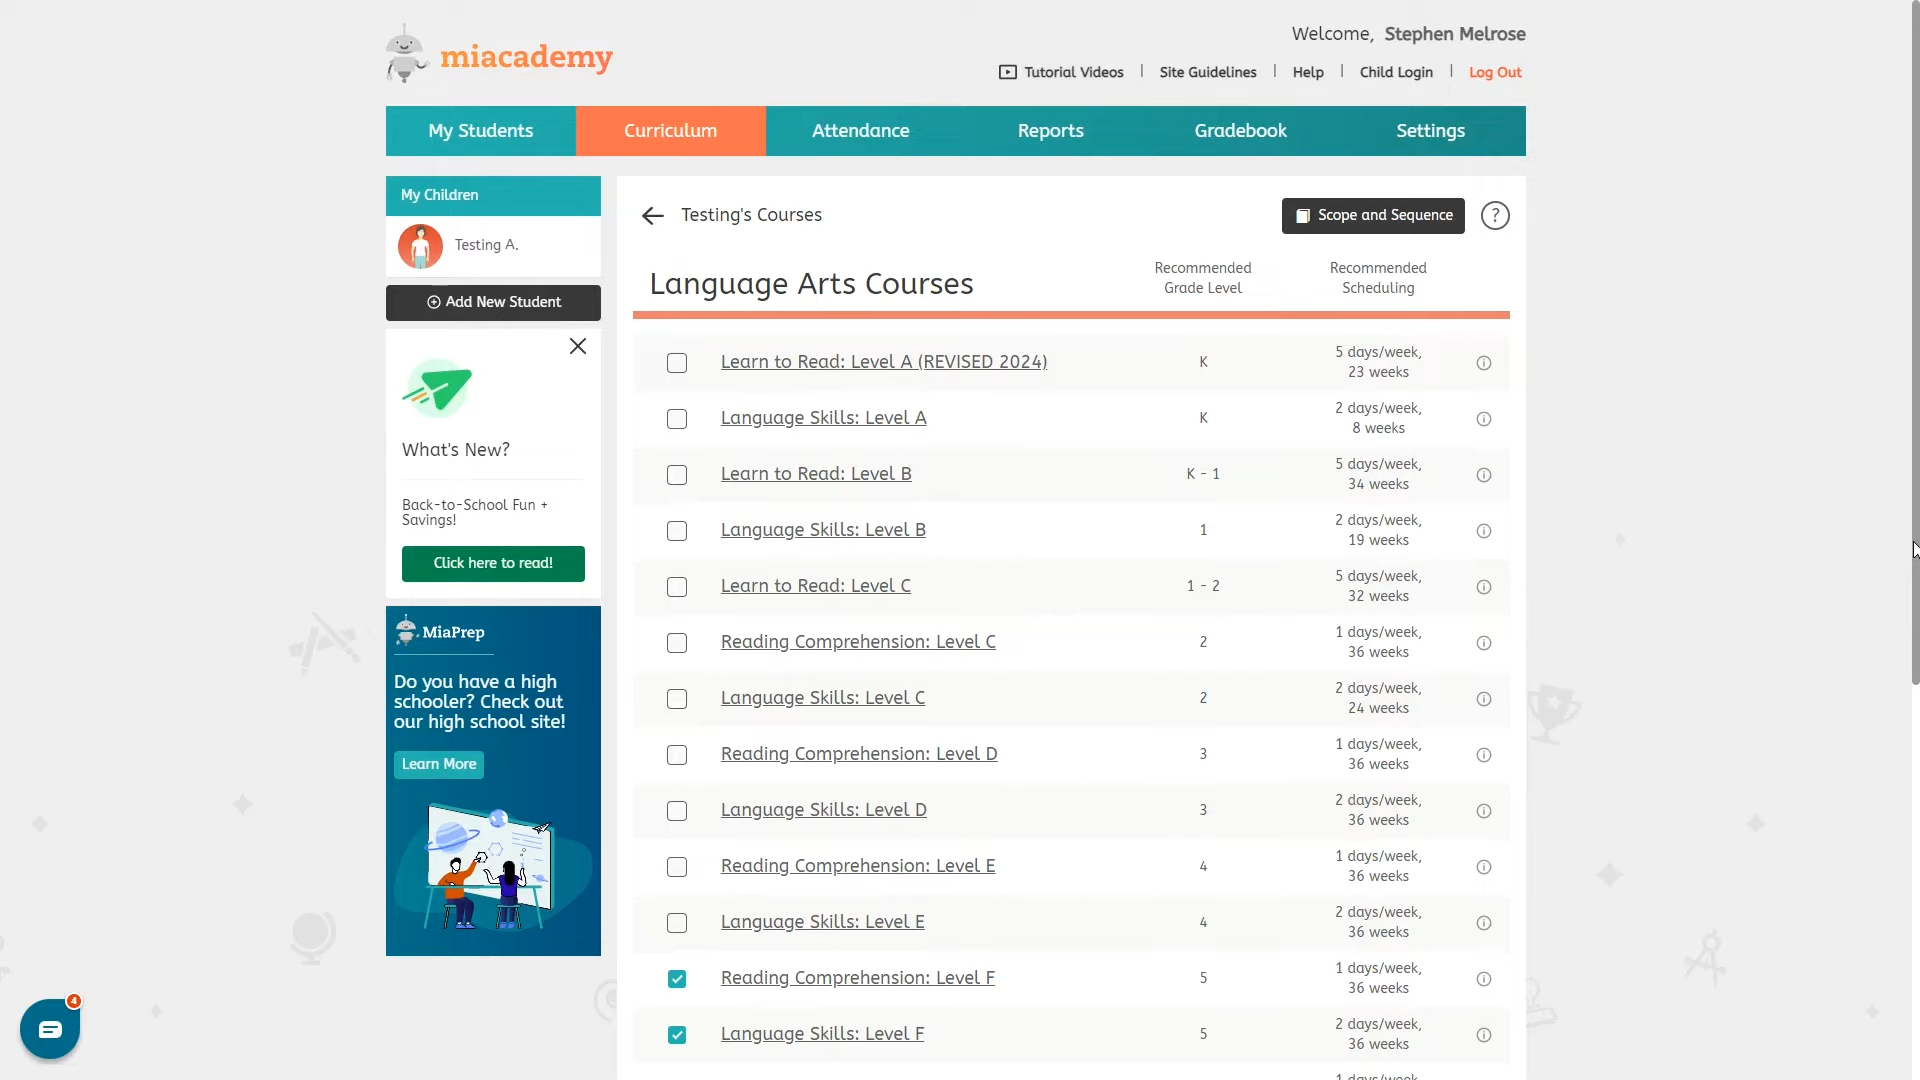 miacademy
Welcome, Stephen Melrose
Tutorial Videos | Site Guidelines | Help | Child Login | Log Out
My Students Curriculum Attendance Reports Gradebook Settings
My Children
Testing A.
Add New Student
What's New?
Back-to-School Fun +
Savings!
Click here to read!
MiaPrep
Do you have a high
schooler? Check out
our high school site!
Learn More
4
Testing's Courses
Scope and Sequence
?
Language Arts Courses
Recommended
Grade Level
Recommended
Scheduling
Learn to Read: Level A (REVISED 2024)
K
5 days/week,
23 weeks
Language Skills: Level A
K
2 days/week,
8 weeks
Learn to Read: Level B
K - 1
5 days/week,
34 weeks
Language Skills: Level B
1
2 days/week,
19 weeks
Learn to Read: Level C
1 - 2
5 days/week,
32 weeks
Reading Comprehension: Level C
2
1 days/week,
36 weeks
Language Skills: Level C
2
2 days/week,
24 weeks
Reading Comprehension: Level D
3
1 days/week,
36 weeks
Language Skills: Level D
3
2 days/week,
36 weeks
Reading Comprehension: Level E
4
1 days/week,
36 weeks
Language Skills: Level E
4
2 days/week,
36 weeks
Reading Comprehension: Level F
5
1 days/week,
36 weeks
Language Skills: Level F
5
2 days/week,
36 weeks
1 days/week,